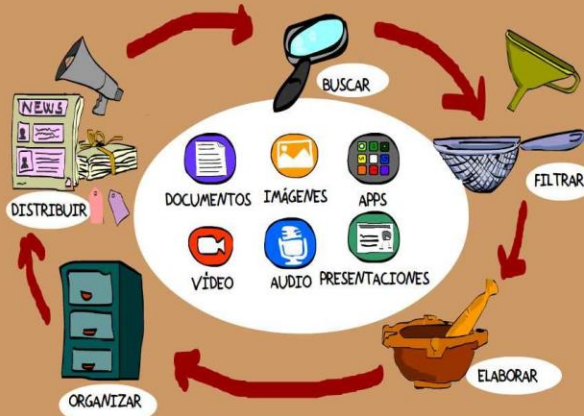 BUSCAR
NEWS
FILTRAR
DOCUMENTOS
IMÁGENES
APPS
DISTRIBUIR
VÍDEO
AUDIO
PRESENTACIONES
ELABORAR
ORGANIZAR